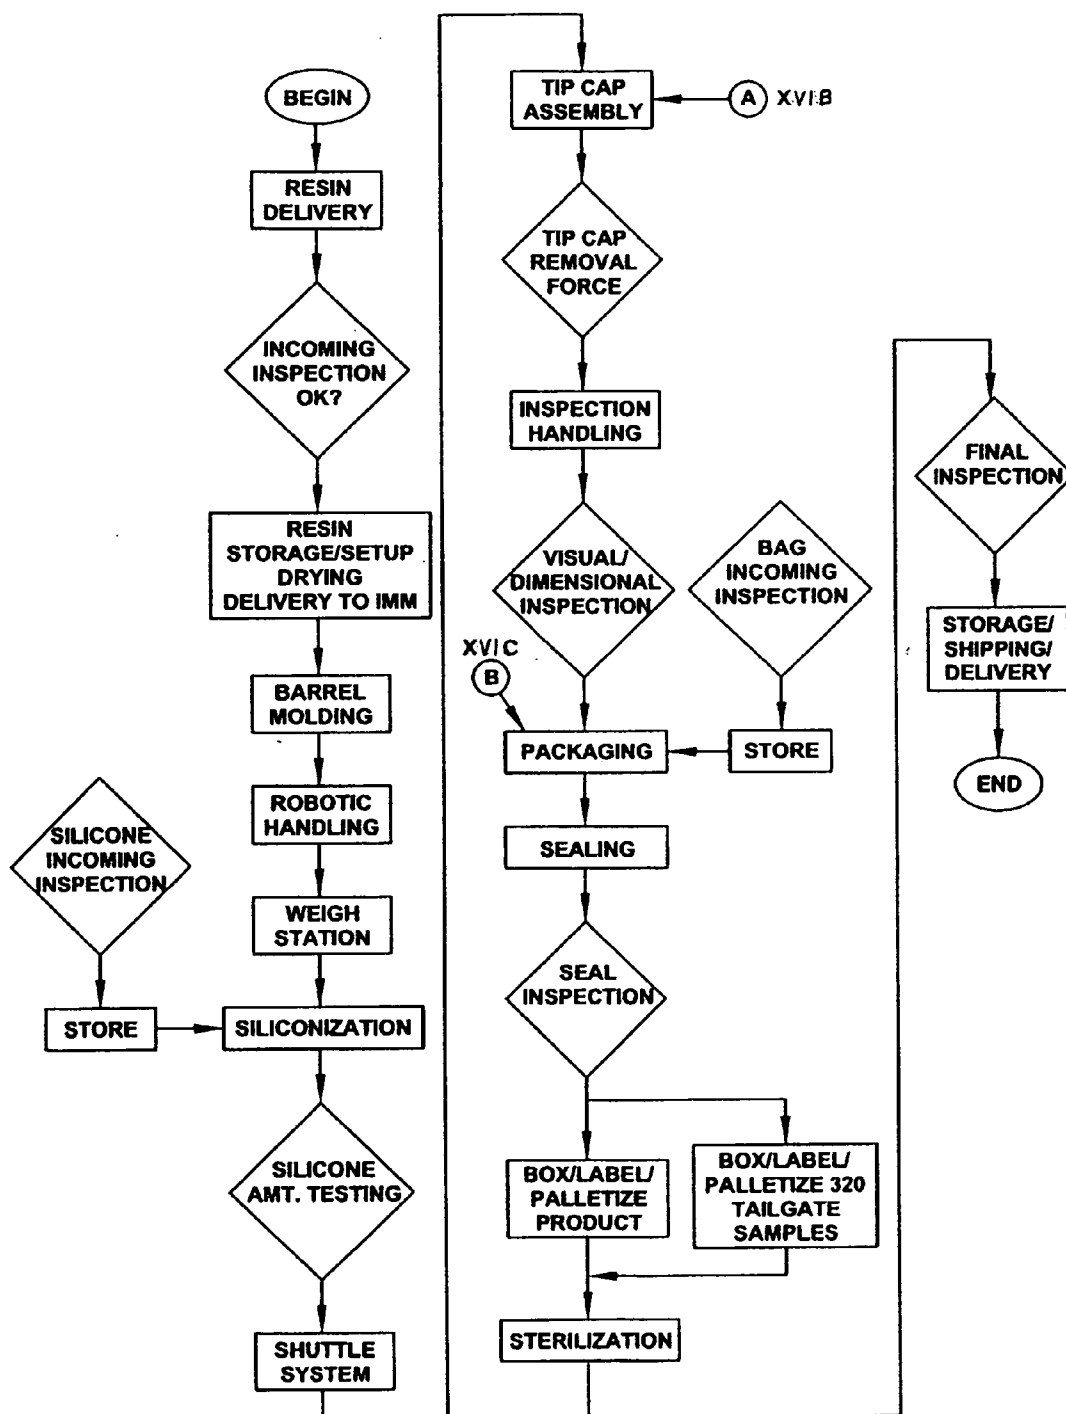 BEGIN
RESIN
DELIVERY
INCOMING
INSPECTION
OK?
RESIN
STORAGE/SETUP
DRYING
DELIVERY TO IMM
BARREL
MOLDING
ROBOTIC
HANDLING
SILICONE
INCOMING
INSPECTION
WEIGH
STATION
STORE
SILICONIZATION
SILICONE
AMT. TESTING
SHUTTLE
SYSTEM
TIP CAP
ASSEMBLY
A XVI B
TIP CAP
REMOVAL
FORCE
INSPECTION
HANDLING
VISUAL/
DIMENSIONAL
INSPECTION
BAG
INCOMING
INSPECTION
XVI C
B
PACKAGING
STORE
SEALING
SEAL
INSPECTION
BOX/LABEL/
PALLETIZE
PRODUCT
BOX/LABEL/
PALLETIZE 320
TAILGATE
SAMPLES
STERILIZATION
FINAL
INSPECTION
STORAGE/
SHIPPING/
DELIVERY
END